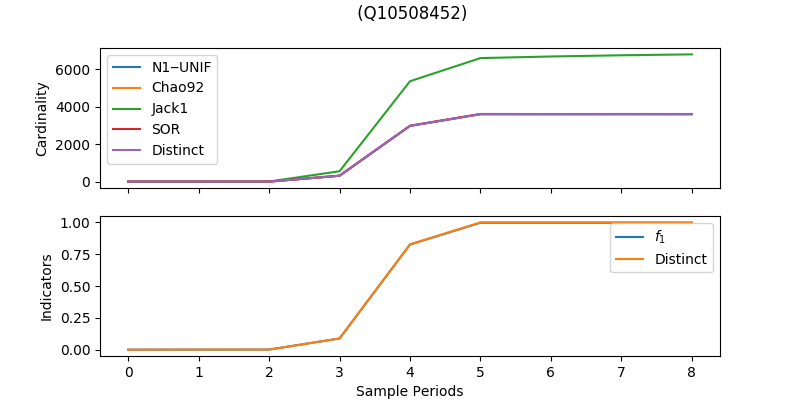 (Q10508452)
Cardinality
6000
4000
2000
0
N1−UNIF
Chao92
Jack1
SOR
Distinct
Indicators
1.00
0.75
0.50
0.25
0.00
f₁
Distinct
0 1 2 3 4 5 6 7 8
Sample Periods